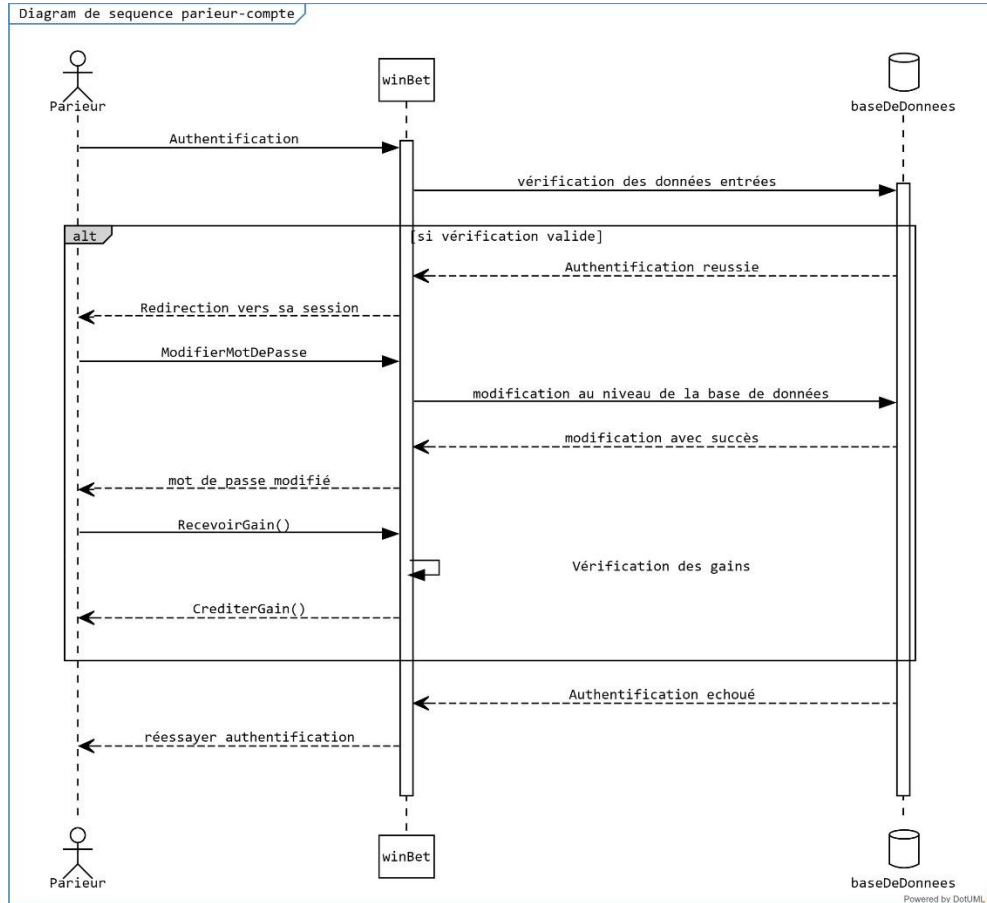 Diagram de sequence parieur-compte
Parieur
winBet
baseDeDonnees
Authentification
vérification des données entrées
alt
[si vérification valide]
Authentification reussie
Redirection vers sa session
ModifierMotDePasse
modification au niveau de la base de données
modification avec succès
mot de passe modifié
RecevoirGain()
Vérification des gains
CrediterGain()
Authentification echoué
réessayer authentification
Parieur
winBet
baseDeDonnees
Powered by DotUML